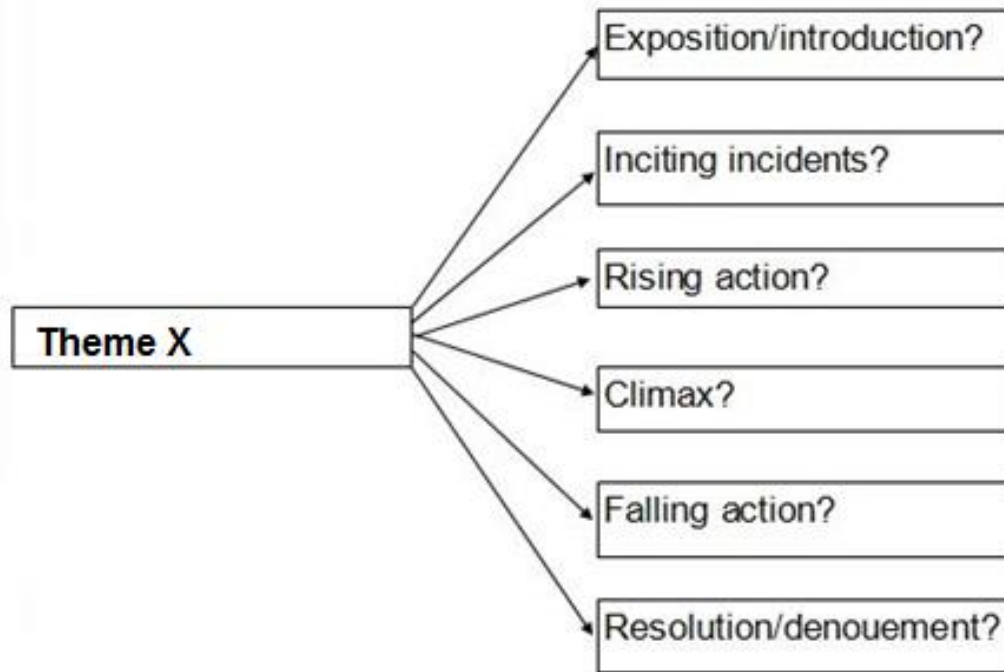 Exposition/introduction?
Inciting incidents?
Rising action?
Theme X
Climax?
Falling action?
Resolution/denouement?